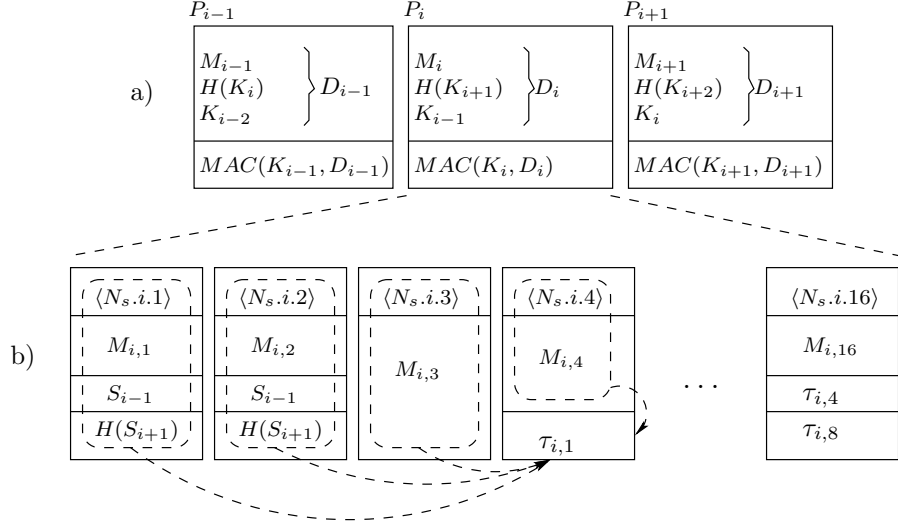 P_{i−1} P_i P_{i+1}
a)
M_{i−1}
H(K_i)
K_{i−2}
D_{i−1}
MAC(K_{i−1}, D_{i−1})
M_i
H(K_{i+1})
K_{i−1}
D_i
MAC(K_i, D_i)
M_{i+1}
H(K_{i+2})
K_i
D_{i+1}
MAC(K_{i+1}, D_{i+1})
b)
⟨N_s.i.1⟩
M_{i,1}
S_{i−1}
H(S_{i+1})
⟨N_s.i.2⟩
M_{i,2}
S_{i−1}
H(S_{i+1})
⟨N_s.i.3⟩
M_{i,3}
⟨N_s.i.4⟩
M_{i,4}
τ_{i,1}
...
⟨N_s.i.16⟩
M_{i,16}
τ_{i,4}
τ_{i,8}